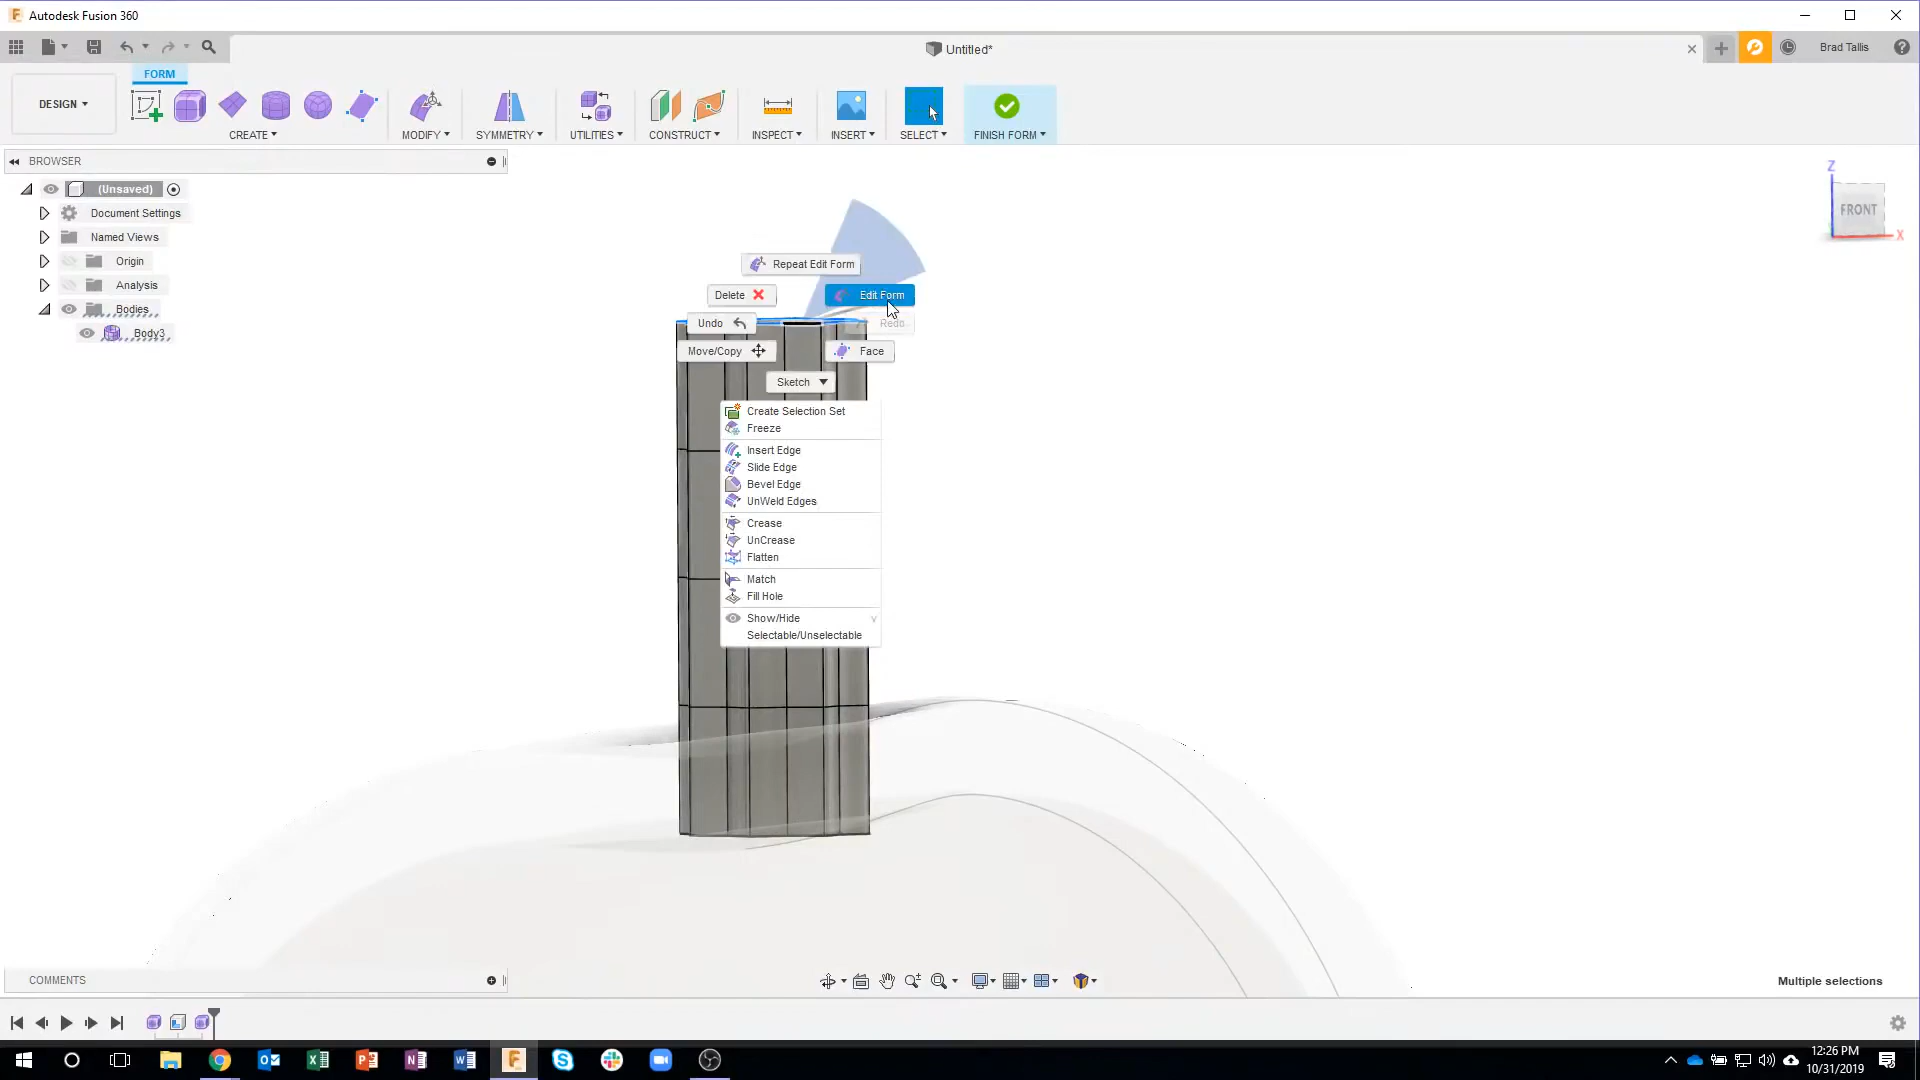 Autodesk Fusion 360
Untitled*
Brad Tallis
FORM
DESIGN
CREATE
MODIFY
SYMMETRY
UTILITIES
CONSTRUCT
INSPECT
INSERT
SELECT
FINISH FORM
BROWSER
(Unsaved)
Document Settings
Named Views
Origin
Analysis
Bodies
Body3
Z
FRONT
X
Repeat Edit Form
Delete
Edit Form
Undo
Redo
Move/Copy
Face
Sketch
Create Selection Set
Freeze
Insert Edge
Slide Edge
Bevel Edge
UnWeld Edges
Crease
UnCrease
Flatten
Match
Fill Hole
Show/Hide V
Selectable/Unselectable
COMMENTS
Multiple selections
12:26 PM
10/31/2019